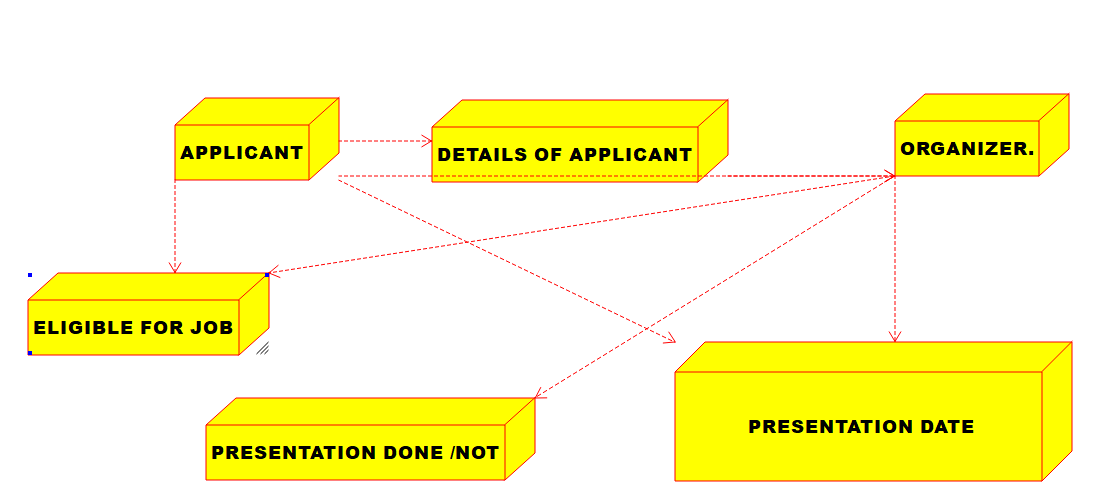 APPLICANT
DETAILS OF APPLICANT
ORGANIZER.
ELIGIBLE FOR JOB
PRESENTATION DONE /NOT
PRESENTATION DATE